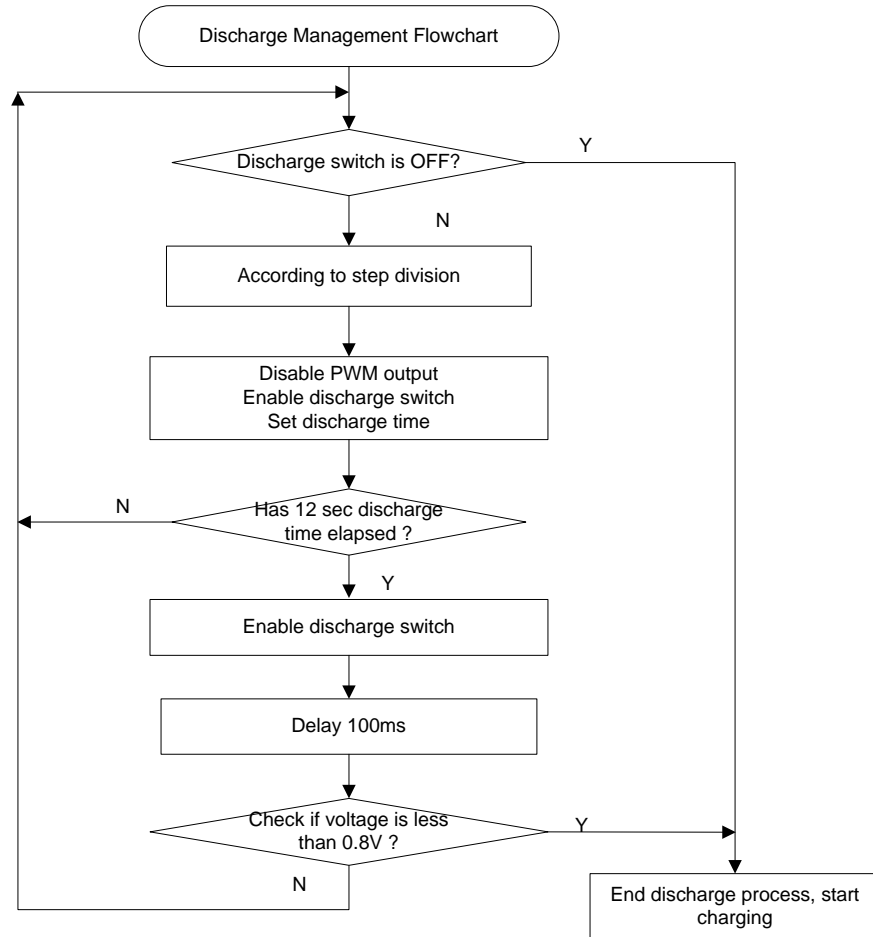 Discharge Management Flowchart
Discharge switch is OFF?
Y
N
According to step division
Disable PWM output
Enable discharge switch
Set discharge time
Has 12 sec discharge
time elapsed ?
N
Y
Enable discharge switch
Delay 100ms
Check if voltage is less
than 0.8V ?
Y
N
End discharge process, start
charging